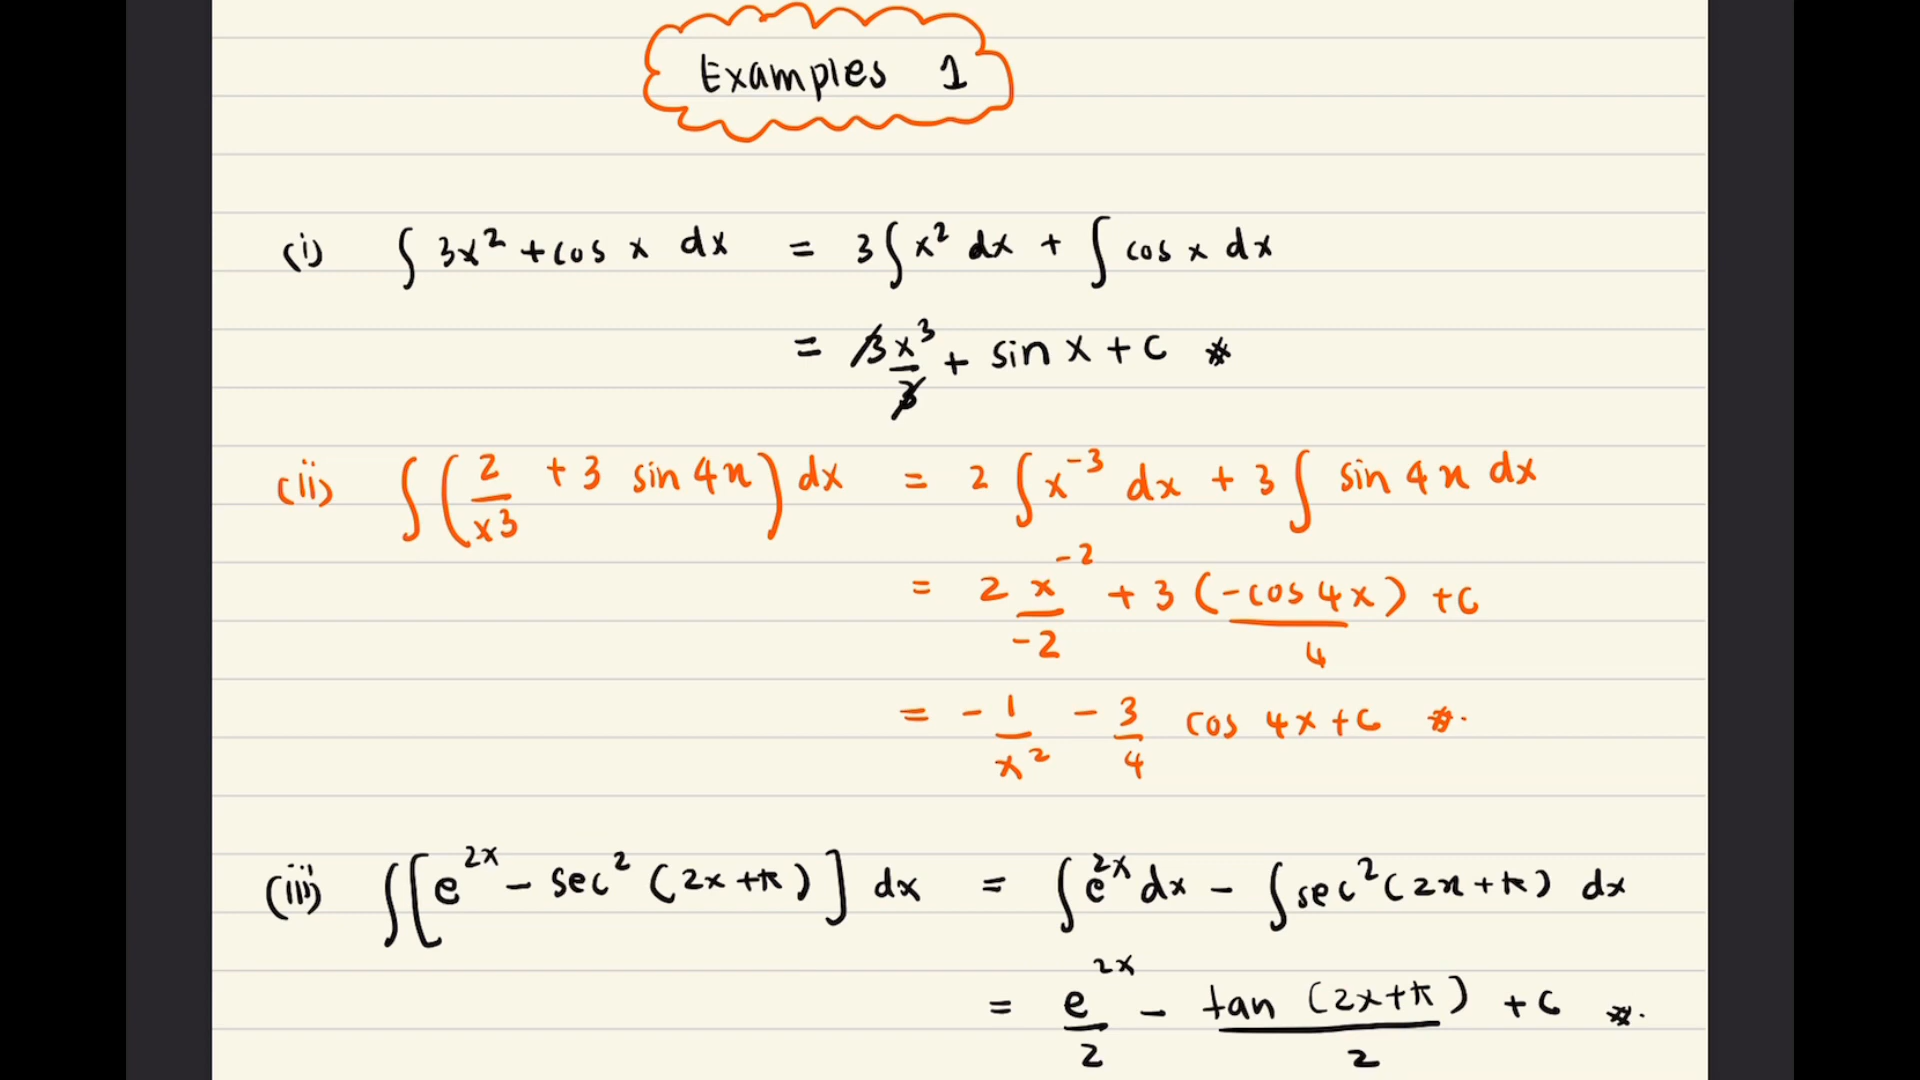 Examples 1
(i) ∫ 3x² + cos x dx = 3 ∫ x² dx + ∫ cos x dx
= 3x³/3 + sin x + c *
(ii) ∫ (2/x3 + 3 sin 4x) dx = 2 ∫ x⁻³ dx + 3 ∫ sin 4x dx
= 2 x⁻²/-2 + 3 (-cos 4x)/4 + c
= - 1/x² - 3/4 cos 4x + c *.
(iii) ∫ [e²ˣ - sec² (2x + π)] dx = ∫ e²ˣ dx - ∫ sec² (2x + π) dx
= e²ˣ/2 - tan (2x + π)/2 + c *.